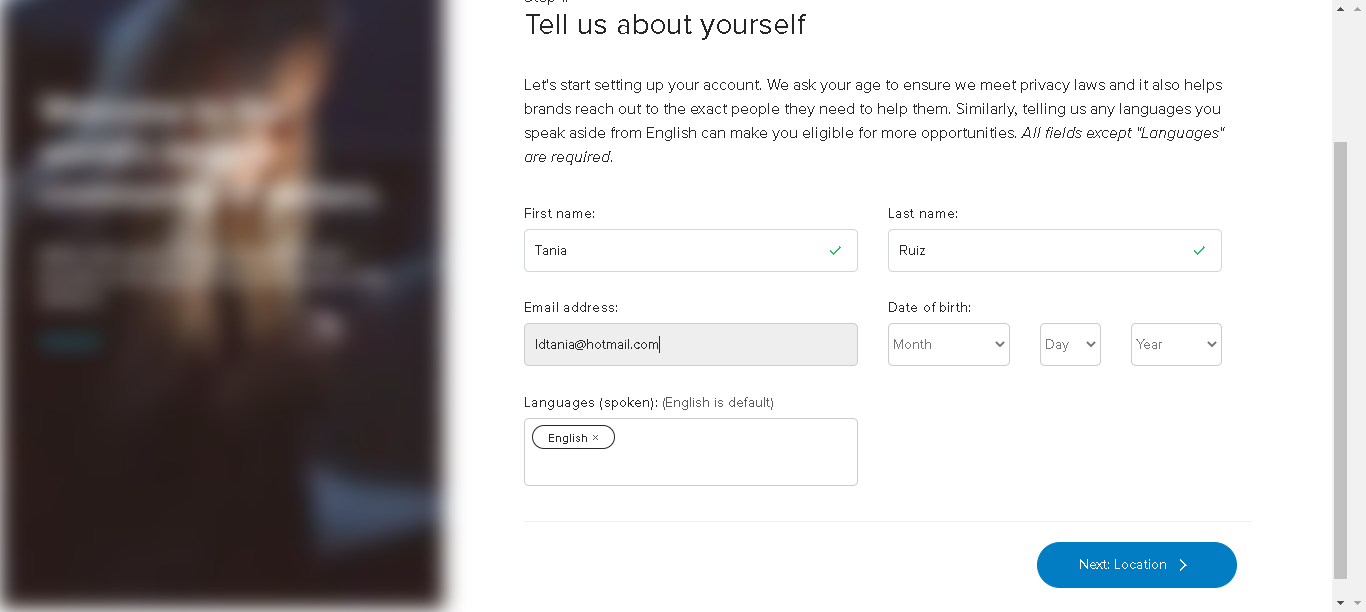 Tell us about yourself
Let's start setting up your account. We ask your age to ensure we meet privacy laws and it also helps
brands reach out to the exact people they need to help them. Similarly, telling us any languages you
speak aside from English can make you eligible for more opportunities. All fields except "Languages"
are required.
First name: Last name:
Tania Ruiz
Email address: Date of birth:
ldtania@hotmail.com Month Day Year
Languages (spoken): (English is default)
English ×
Next: Location